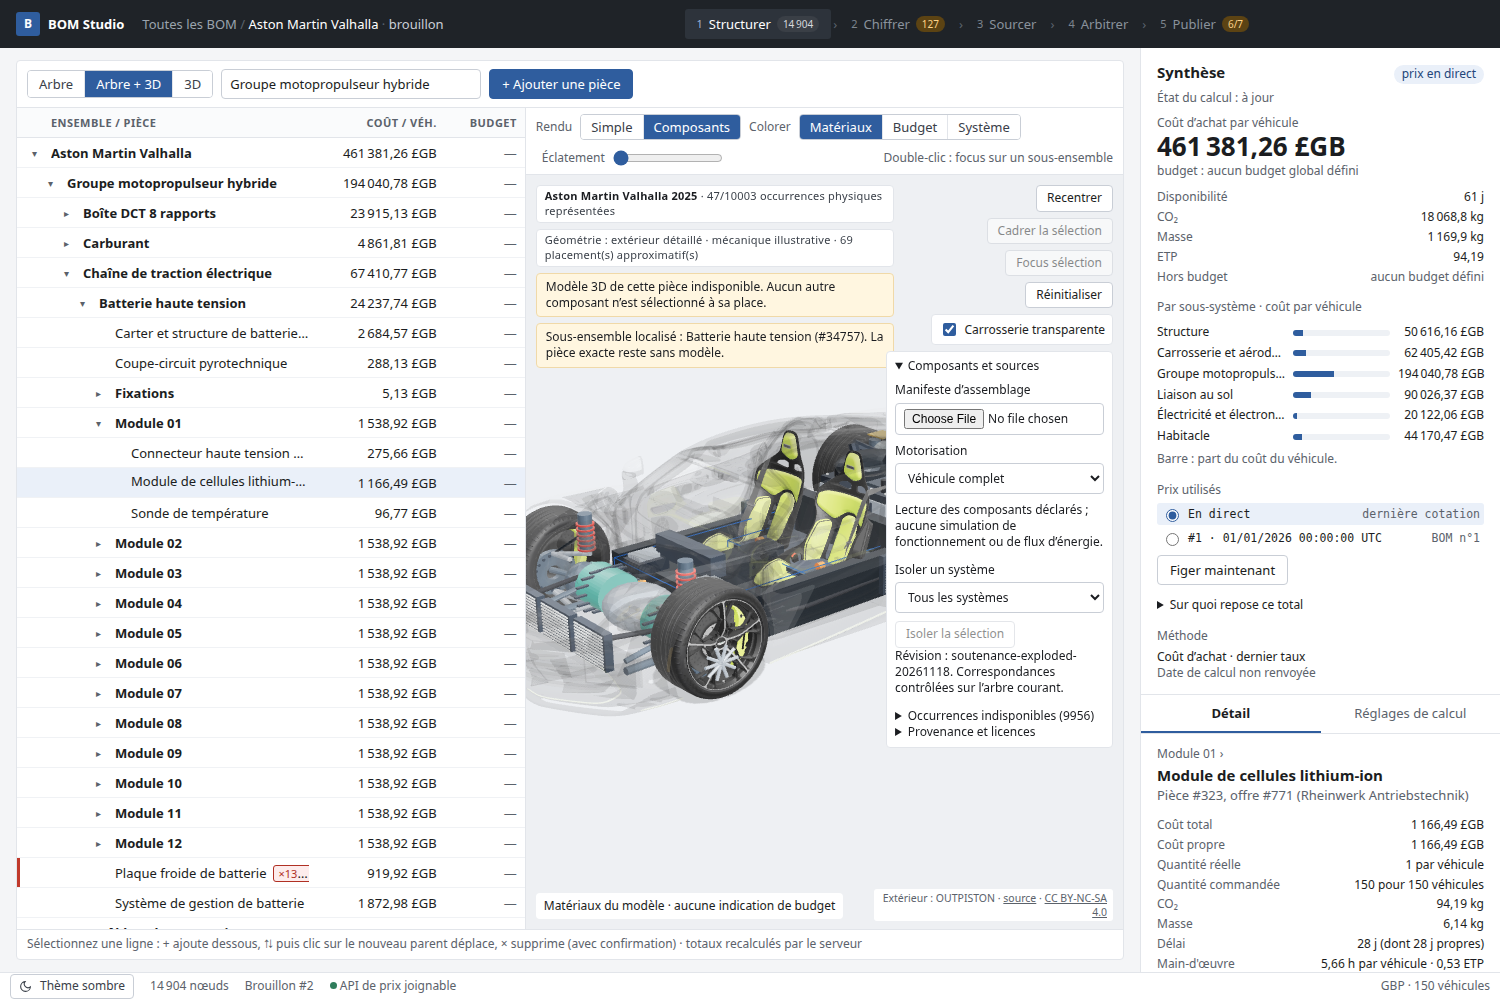 B BOM Studio Toutes les BOM / Aston Martin Valhalla · brouillon 1 Structurer 14 904 › 2 Chiffrer 127 › 3 Sourcer › 4 Arbitrer › 5 Publier 6/7
Arbre Arbre + 3D 3D Groupe motopropulseur hybride + Ajouter une pièce
ENSEMBLE / PIÈCE COÛT / VÉH. BUDGET
Aston Martin Valhalla 461 381,26 £GB —
Groupe motopropulseur hybride 194 040,78 £GB —
Boîte DCT 8 rapports 23 915,13 £GB —
Carburant 4 861,81 £GB —
Chaîne de traction électrique 67 410,77 £GB —
Batterie haute tension 24 237,74 £GB —
Carter et structure de batterie... 2 684,57 £GB —
Coupe-circuit pyrotechnique 288,13 £GB —
Fixations 5,13 £GB —
Module 01 1 538,92 £GB —
Connecteur haute tension ... 275,66 £GB —
Module de cellules lithium-... 1 166,49 £GB —
Sonde de température 96,77 £GB —
Module 02 1 538,92 £GB —
Module 03 1 538,92 £GB —
Module 04 1 538,92 £GB —
Module 05 1 538,92 £GB —
Module 06 1 538,92 £GB —
Module 07 1 538,92 £GB —
Module 08 1 538,92 £GB —
Module 09 1 538,92 £GB —
Module 10 1 538,92 £GB —
Module 11 1 538,92 £GB —
Module 12 1 538,92 £GB —
Plaque froide de batterie ×13... 919,92 £GB —
Système de gestion de batterie 1 872,98 £GB —
Sélectionnez une ligne : + ajoute dessous, ⇅ puis clic sur le nouveau parent déplace, × supprime (avec confirmation) · totaux recalculés par le serveur
Rendu Simple Composants Colorer Matériaux Budget Système
Éclatement Double-clic : focus sur un sous-ensemble
Aston Martin Valhalla 2025 · 47/10003 occurrences physiques
représentées
Géométrie : extérieur détaillé · mécanique illustrative · 69
placement(s) approximatif(s)
Modèle 3D de cette pièce indisponible. Aucun autre
composant n’est sélectionné à sa place.
Sous-ensemble localisé : Batterie haute tension (#34757). La
pièce exacte reste sans modèle.
Recentrer
Cadrer la sélection
Focus sélection
Réinitialiser
Carrosserie transparente
Composants et sources
Manifeste d’assemblage
Choose File No file chosen
Motorisation
Véhicule complet
Lecture des composants déclarés ;
aucune simulation de
fonctionnement ou de flux d’énergie.
Isoler un système
Tous les systèmes
Isoler la sélection
Révision : soutenance-exploded-
20261118. Correspondances
contrôlées sur l’arbre courant.
Occurrences indisponibles (9956)
Provenance et licences
Matériaux du modèle · aucune indication de budget
Extérieur : OUTPISTON · source · CC BY-NC-SA
4.0
Synthèse prix en direct
État du calcul : à jour
Coût d’achat par véhicule
461 381,26 £GB
budget : aucun budget global défini
Disponibilité 61 j
CO₂ 18 068,8 kg
Masse 1 169,9 kg
ETP 94,19
Hors budget aucun budget défini
Par sous-système · coût par véhicule
Structure 50 616,16 £GB
Carrosserie et aérod... 62 405,42 £GB
Groupe motopropuls... 194 040,78 £GB
Liaison au sol 90 026,37 £GB
Électricité et électron... 20 122,06 £GB
Habitacle 44 170,47 £GB
Barre : part du coût du véhicule.
Prix utilisés
En direct dernière cotation
#1 · 01/01/2026 00:00:00 UTC BOM n°1
Figer maintenant
Sur quoi repose ce total
Méthode
Coût d’achat · dernier taux
Date de calcul non renvoyée
Détail Réglages de calcul
Module 01 ›
Module de cellules lithium-ion
Pièce #323, offre #771 (Rheinwerk Antriebstechnik)
Coût total 1 166,49 £GB
Coût propre 1 166,49 £GB
Quantité réelle 1 par véhicule
Quantité commandée 150 pour 150 véhicules
CO₂ 94,19 kg
Masse 6,14 kg
Délai 28 j (dont 28 j propres)
Main-d’œuvre 5,66 h par véhicule · 0,53 ETP
Thème sombre 14 904 nœuds Brouillon #2 API de prix joignable GBP · 150 véhicules